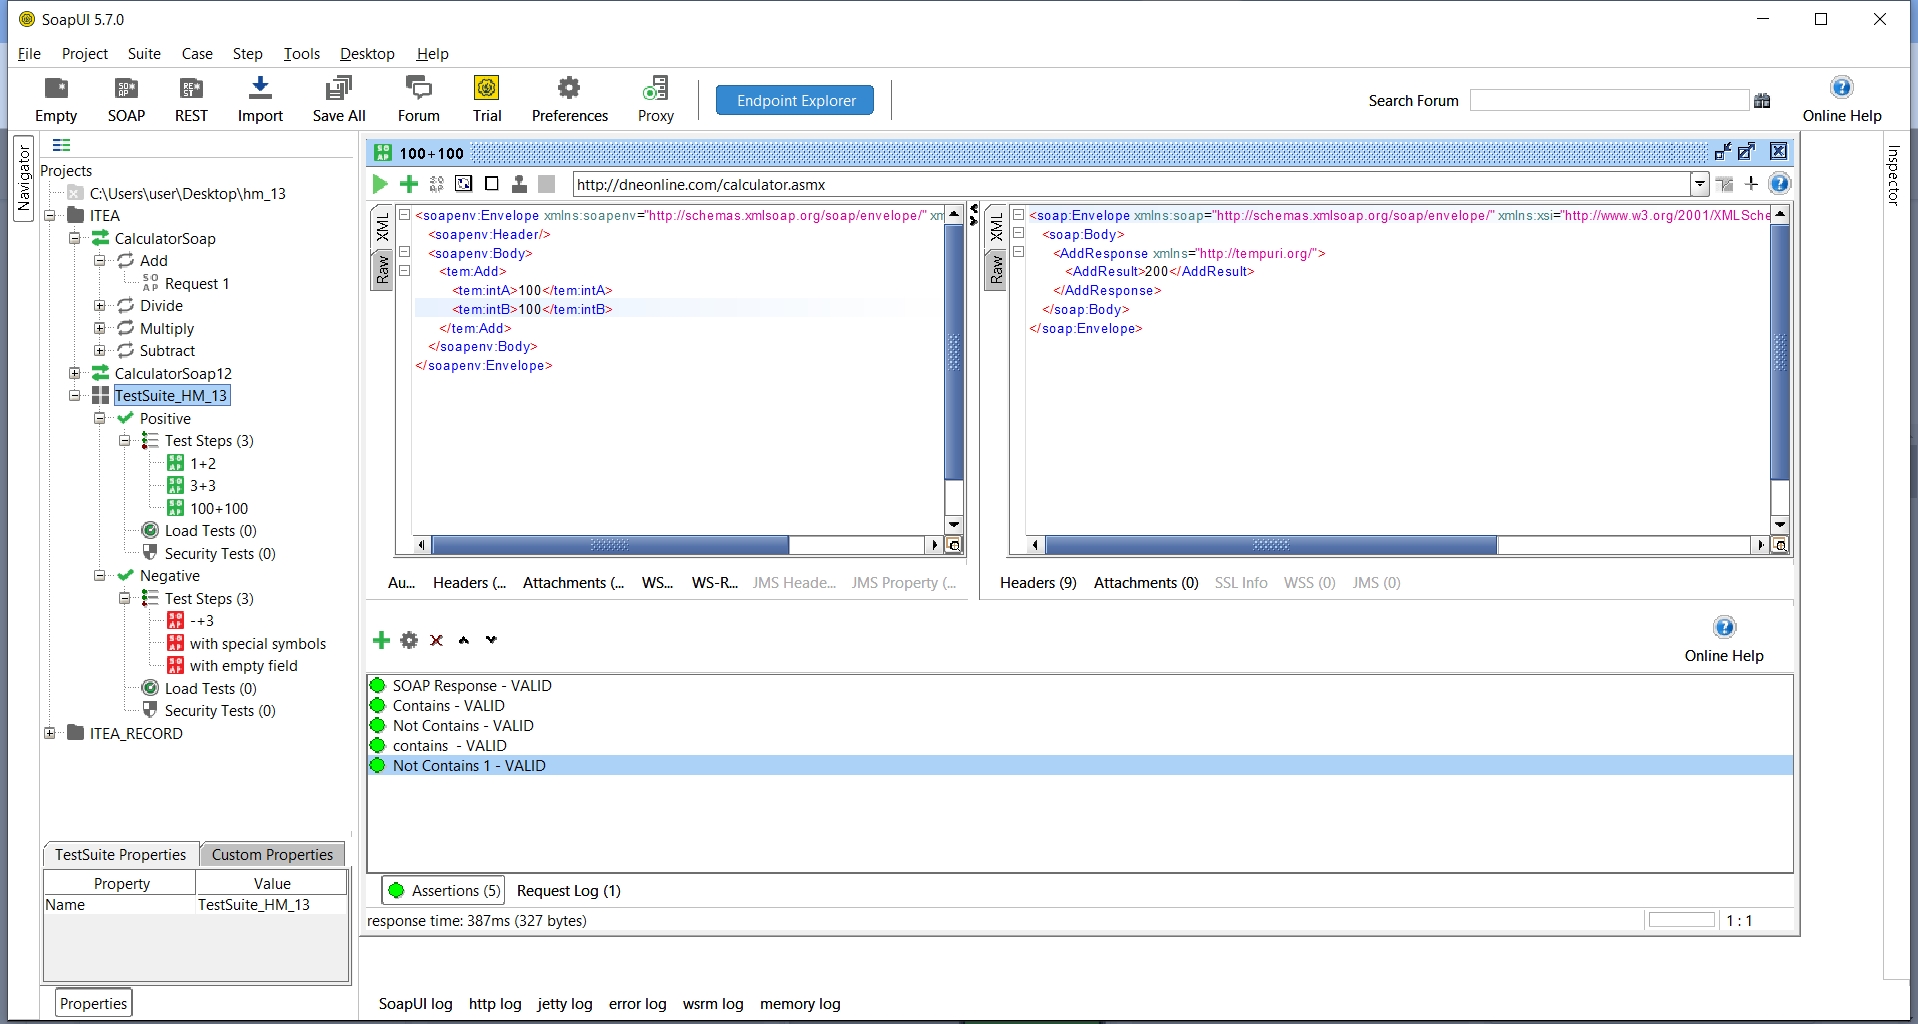 SoapUI 5.7.0
File Project Suite Case Step Tools Desktop Help
Empty SOAP REST Import Save All Forum Trial Preferences Proxy Endpoint Explorer Search Forum Online Help
Navigator
Projects
C:\Users\user\Desktop\hm_13
ITEA
CalculatorSoap
Add
Request 1
Divide
Multiply
Subtract
CalculatorSoap12
TestSuite_HM_13
Positive
Test Steps (3)
1+2
3+3
100+100
Load Tests (0)
Security Tests (0)
Negative
Test Steps (3)
-+3
with special symbols
with empty field
Load Tests (0)
Security Tests (0)
ITEA_RECORD
TestSuite Properties Custom Properties
Property Value
Name TestSuite_HM_13
Properties
100+100
http://dneonline.com/calculator.asmx
XML
Raw
<soapenv:Envelope xmlns:soapenv="http://schemas.xmlsoap.org/soap/envelope/" xm
<soapenv:Header/>
<soapenv:Body>
<tem:Add>
<tem:intA>100</tem:intA>
<tem:intB>100</tem:intB>
</tem:Add>
</soapenv:Body>
</soapenv:Envelope>
Au... Headers (... Attachments (... WS... WS-R... JMS Heade... JMS Property (...
XML
Raw
<soap:Envelope xmlns:soap="http://schemas.xmlsoap.org/soap/envelope/" xmlns:xsi="http://www.w3.org/2001/XMLSche
<soap:Body>
<AddResponse xmlns="http://tempuri.org/">
<AddResult>200</AddResult>
</AddResponse>
</soap:Body>
</soap:Envelope>
Headers (9) Attachments (0) SSL Info WSS (0) JMS (0)
Online Help
SOAP Response - VALID
Contains - VALID
Not Contains - VALID
contains  - VALID
Not Contains 1 - VALID
Assertions (5) Request Log (1)
response time: 387ms (327 bytes) 1 : 1
SoapUI log http log jetty log error log wsrm log memory log
Inspector